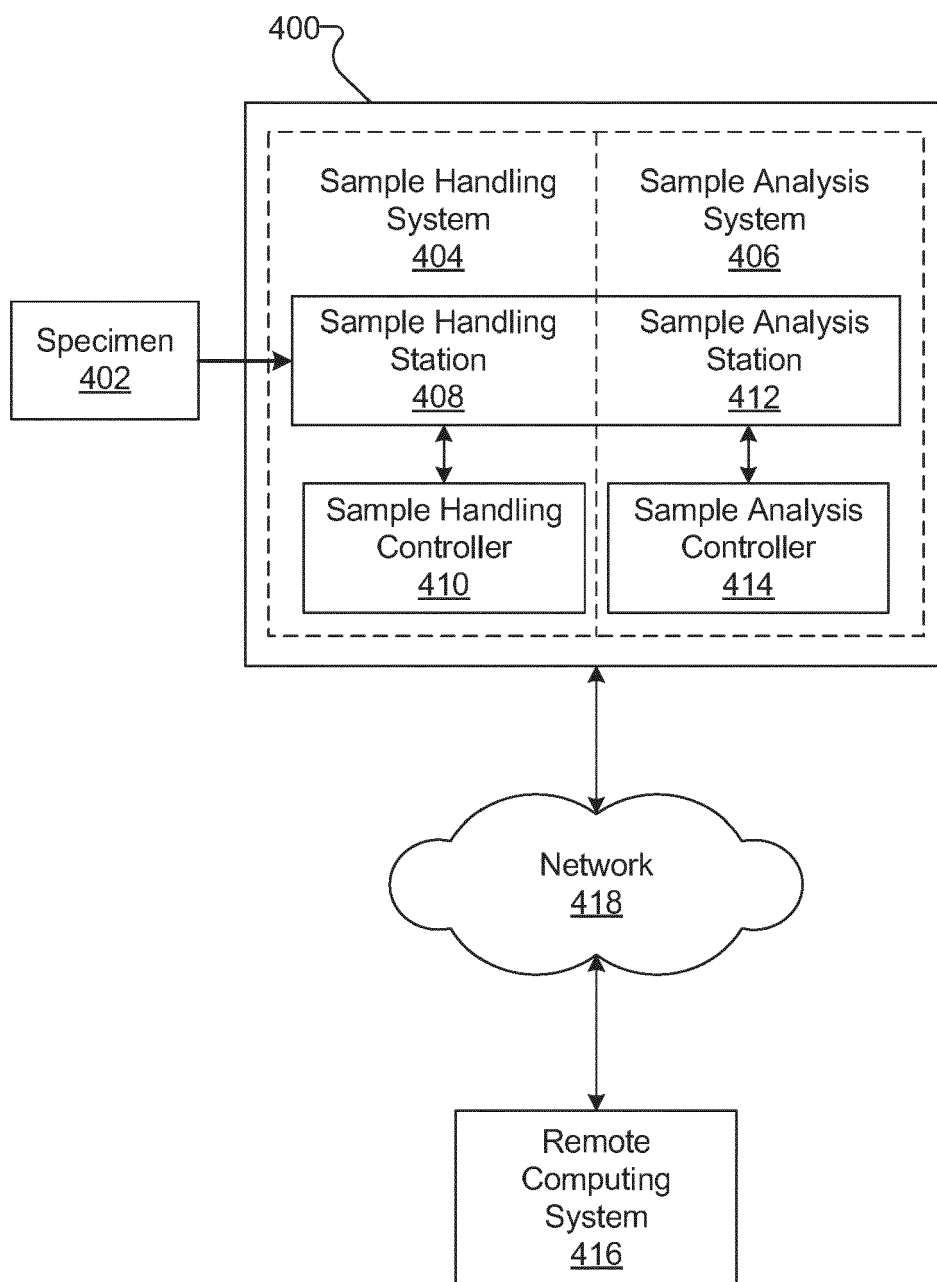 400
Sample Handling
System
404
Sample Analysis
System
406
Specimen
402
Sample Handling
Station
408
Sample Analysis
Station
412
Sample Handling
Controller
410
Sample Analysis
Controller
414
Network
418
Remote
Computing
System
416